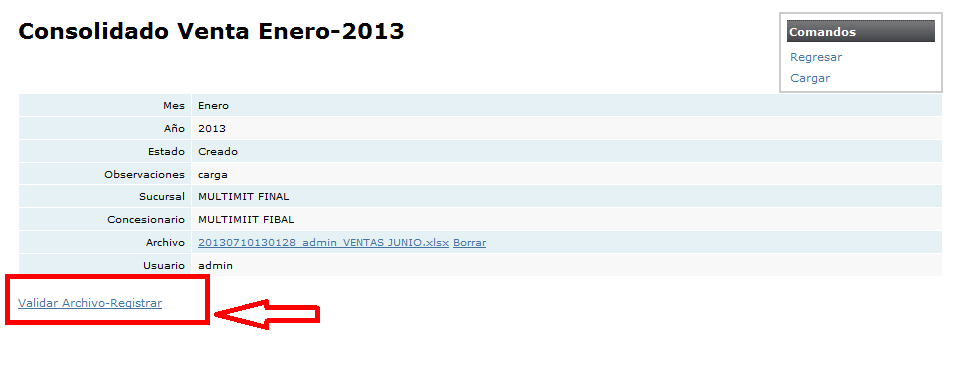 Consolidado Venta Enero-2013
Comandos
Regresar
Cargar
Mes Enero
Año 2013
Estado Creado
Observaciones carga
Sucursal MULTIMIT FINAL
Concesionario MULTIMIIT FIBAL
Archivo 20130710130128_admin_VENTAS JUNIO.xlsx Borrar
Usuario admin
Validar Archivo-Registrar